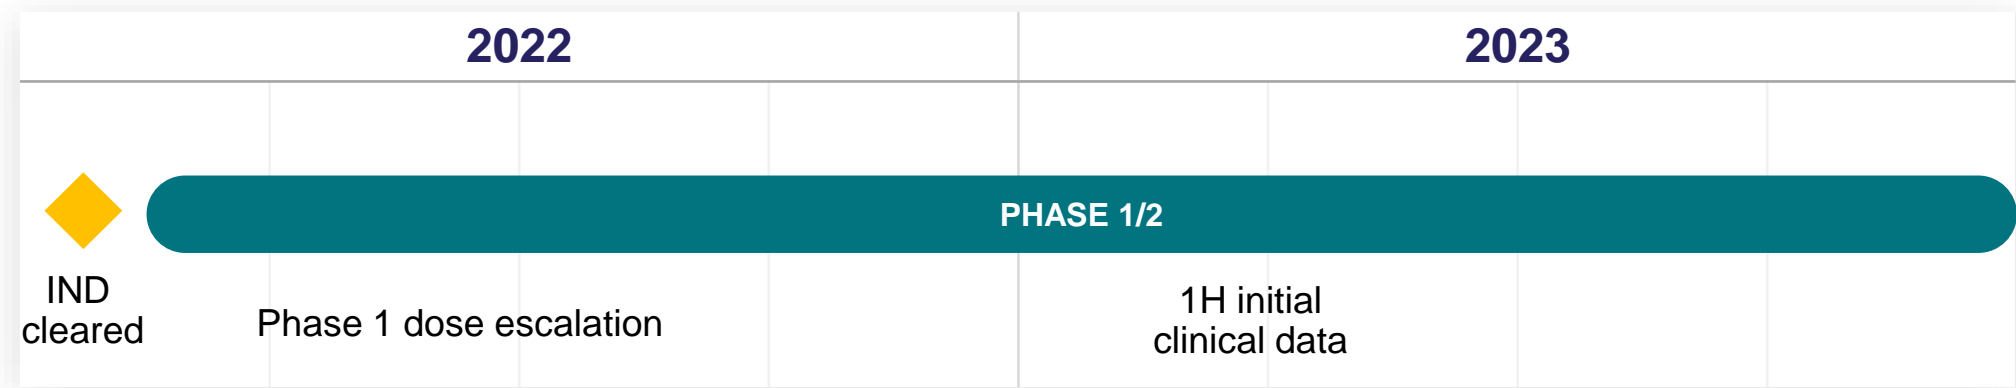 2022
2023
PHASE 1/2
IND
cleared
Phase 1 dose escalation
1H initial
clinical data